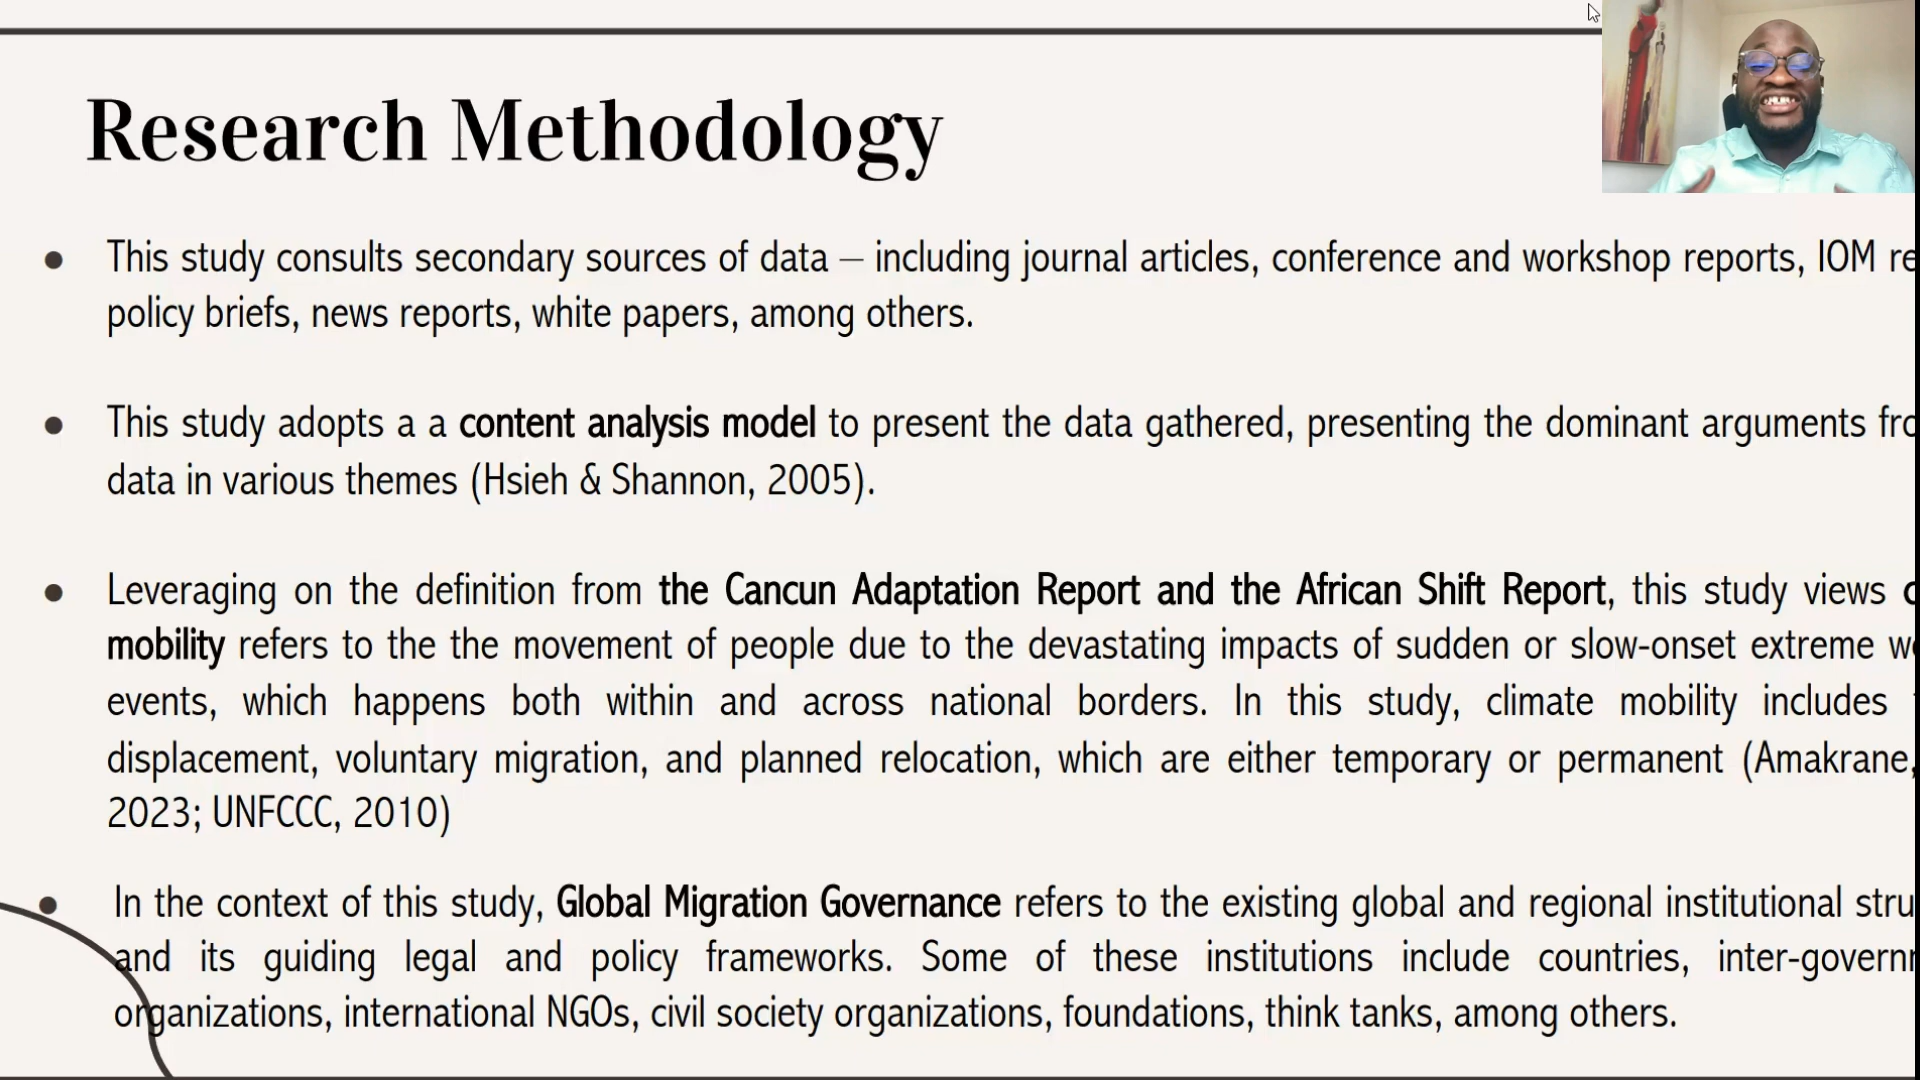 Research Methodology
This study consults secondary sources of data – including journal articles, conference and workshop reports, IOM
policy briefs, news reports, white papers, among others.
This study adopts a a content analysis model to present the data gathered, presenting the dominant arguments
data in various themes (Hsieh & Shannon, 2005).
Leveraging on the definition from the Cancun Adaptation Report and the African Shift Report, this study views
mobility refers to the the movement of people due to the devastating impacts of sudden or slow-onset extreme
events, which happens both within and across national borders. In this study, climate mobility includes
displacement, voluntary migration, and planned relocation, which are either temporary or permanent (Amakrane,
2023; UNFCCC, 2010)
In the context of this study, Global Migration Governance refers to the existing global and regional institutional
and its guiding legal and policy frameworks. Some of these institutions include countries,
organizations, international NGOs, civil society organizations, foundations, think tanks, among others.